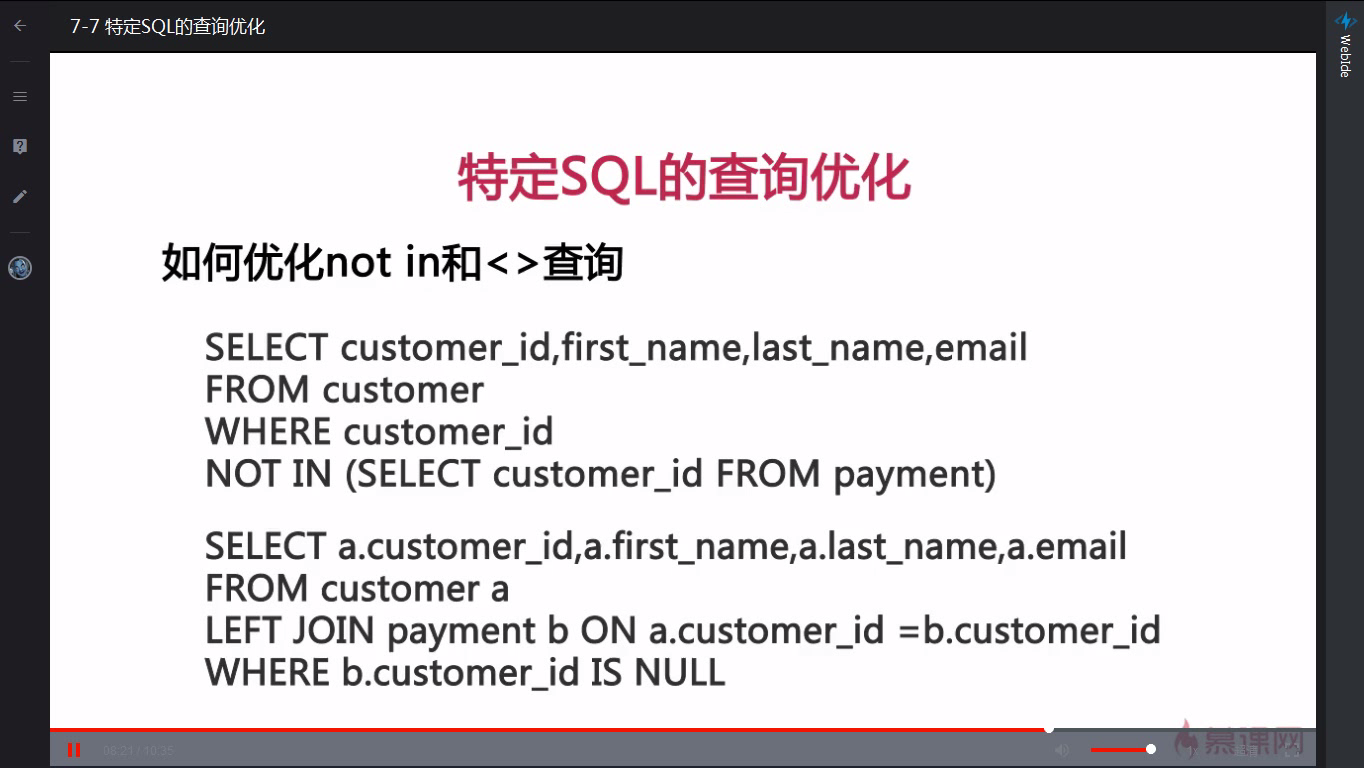 7-7 特定SQL的查询优化
WebIde
特定SQL的查询优化
如何优化not in和<>查询
SELECT customer_id,first_name,last_name,email
FROM customer
WHERE customer_id
NOT IN (SELECT customer_id FROM payment)
SELECT a.customer_id,a.first_name,a.last_name,a.email
FROM customer a
LEFT JOIN payment b ON a.customer_id =b.customer_id
WHERE b.customer_id IS NULL
08:21 / 10:35
慕课网